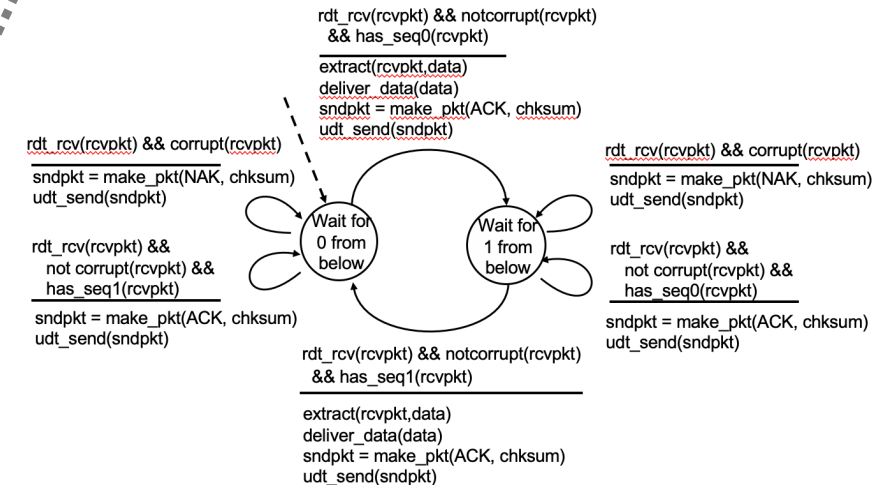 rdt_rcv(rcvpkt) && notcorrupt(rcvpkt)
&& has_seq0(rcvpkt)
extract(rcvpkt,data)
deliver_data(data)
sndpkt = make_pkt(ACK, chksum)
udt_send(sndpkt)
rdt_rcv(rcvpkt) && corrupt(rcvpkt)
sndpkt = make_pkt(NAK, chksum)
udt_send(sndpkt)
rdt_rcv(rcvpkt) &&
not corrupt(rcvpkt) &&
has_seq1(rcvpkt)
sndpkt = make_pkt(ACK, chksum)
udt_send(sndpkt)
Wait for
0 from
below
Wait for
1 from
below
rdt_rcv(rcvpkt) && corrupt(rcvpkt)
sndpkt = make_pkt(NAK, chksum)
udt_send(sndpkt)
rdt_rcv(rcvpkt) &&
not corrupt(rcvpkt) &&
has_seq0(rcvpkt)
sndpkt = make_pkt(ACK, chksum)
udt_send(sndpkt)
rdt_rcv(rcvpkt) && notcorrupt(rcvpkt)
&& has_seq1(rcvpkt)
extract(rcvpkt,data)
deliver_data(data)
sndpkt = make_pkt(ACK, chksum)
udt_send(sndpkt)